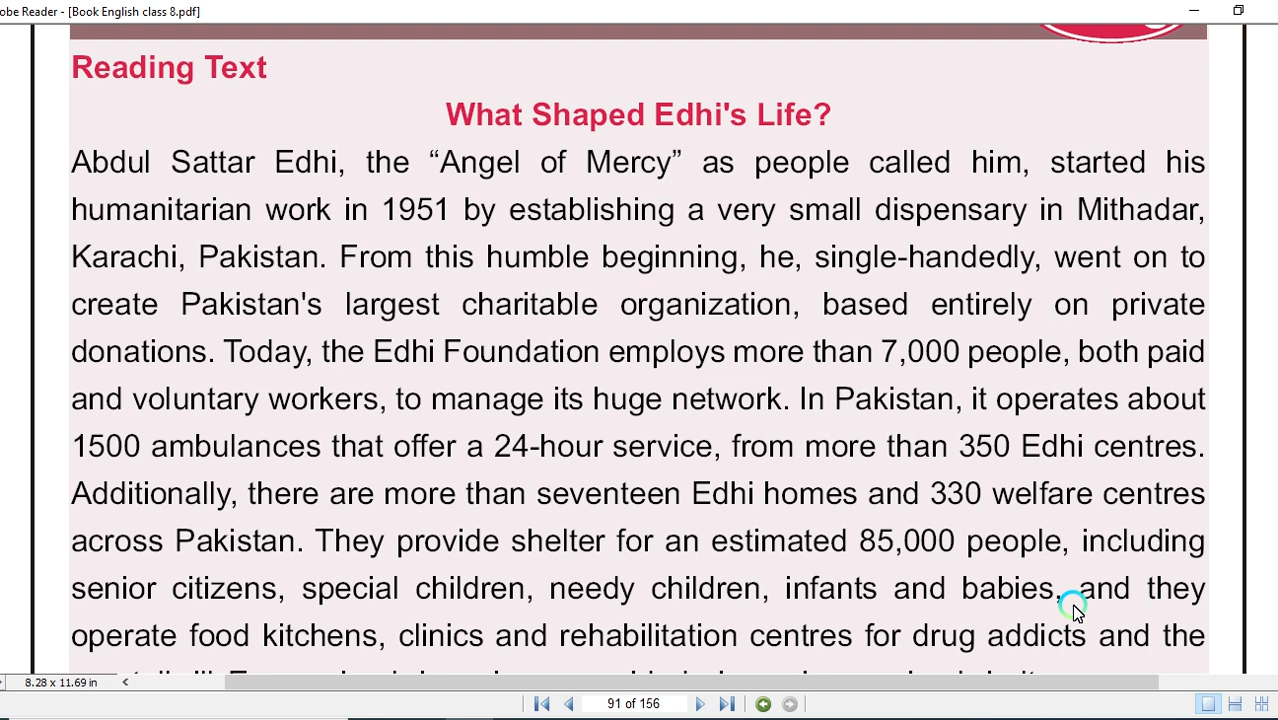 obe Reader - [Book English class 8.pdf]
Reading Text
What Shaped Edhi's Life?
Abdul Sattar Edhi, the “Angel of Mercy” as people called him, started his
humanitarian work in 1951 by establishing a very small dispensary in Mithadar,
Karachi, Pakistan. From this humble beginning, he, single-handedly, went on to
create Pakistan's largest charitable organization, based entirely on private
donations. Today, the Edhi Foundation employs more than 7,000 people, both paid
and voluntary workers, to manage its huge network. In Pakistan, it operates about
1500 ambulances that offer a 24-hour service, from more than 350 Edhi centres.
Additionally, there are more than seventeen Edhi homes and 330 welfare centres
across Pakistan. They provide shelter for an estimated 85,000 people, including
senior citizens, special children, needy children, infants and babies, and they
operate food kitchens, clinics and rehabilitation centres for drug addicts and the
8.28 x 11.69 in
91 of 156